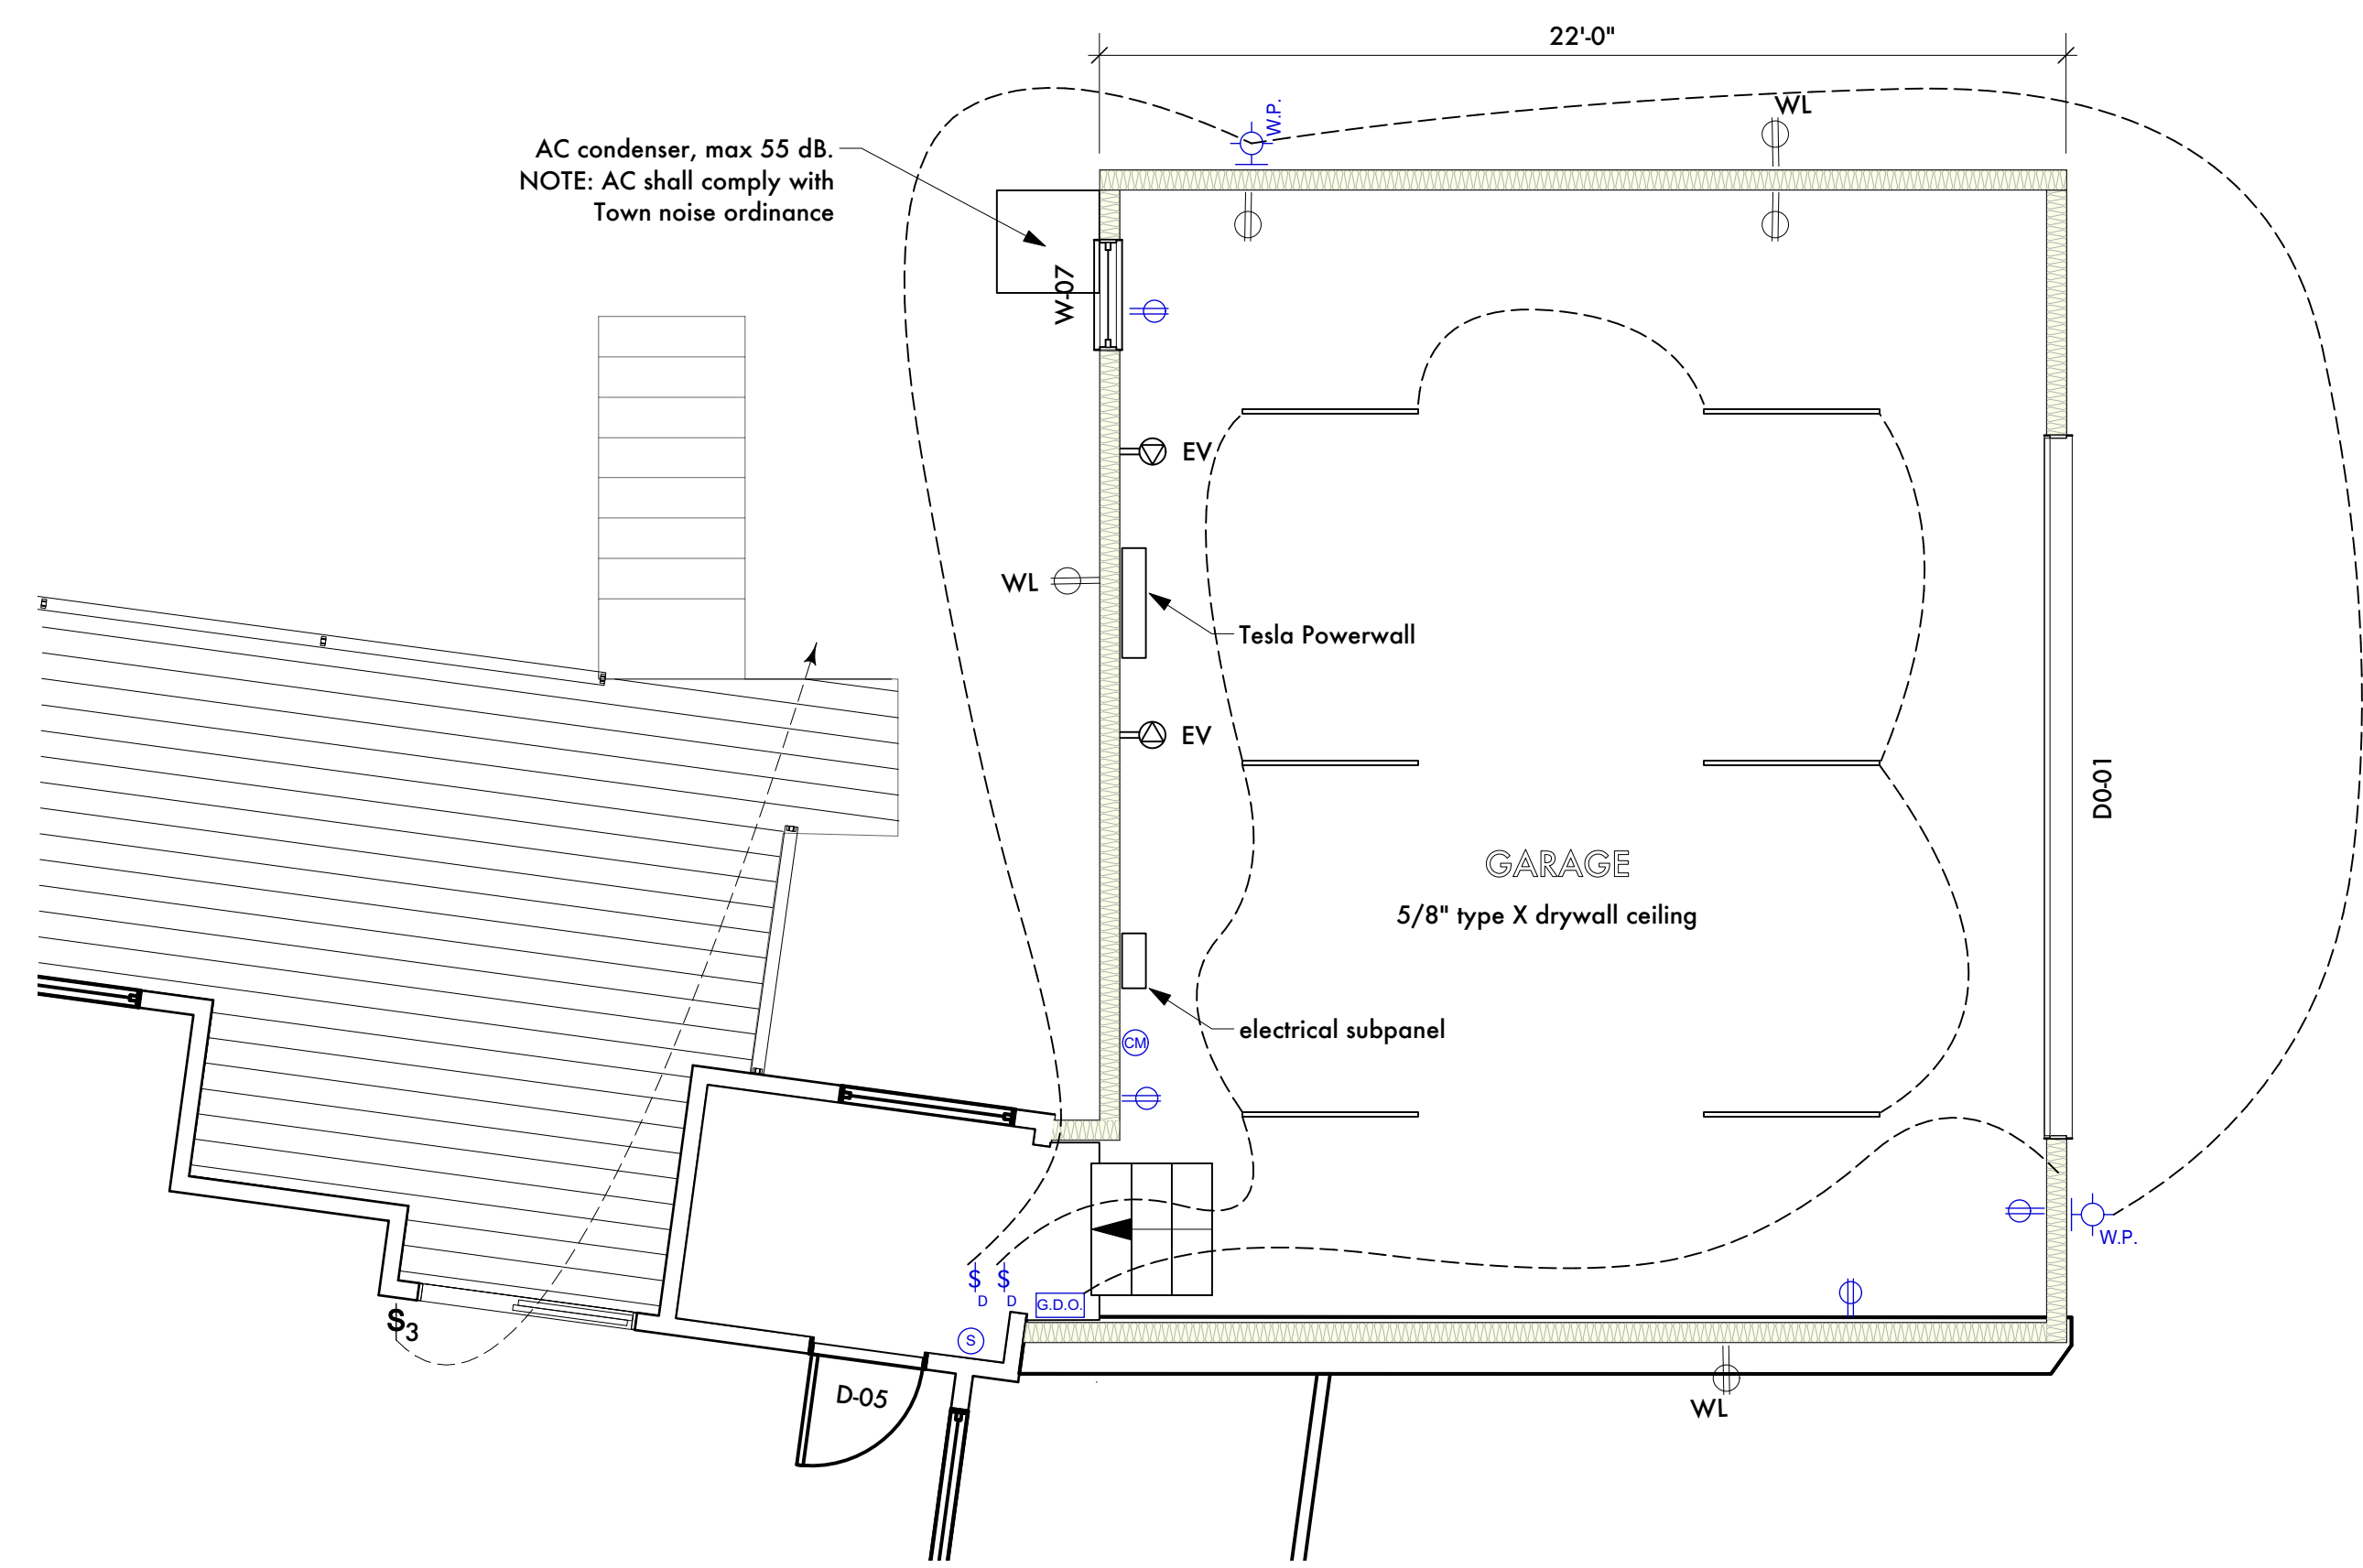 22'-0"
W.P.
WL
AC condenser, max 55 dB.
NOTE: AC shall comply with
Town noise ordinance
W-07
EV
WL
Tesla Powerwall
EV
D0-01
GARAGE
5/8" type X drywall ceiling
electrical subpanel
CM
W.P.
$ D
$ D
G.D.O.
$3
S
D-05
WL